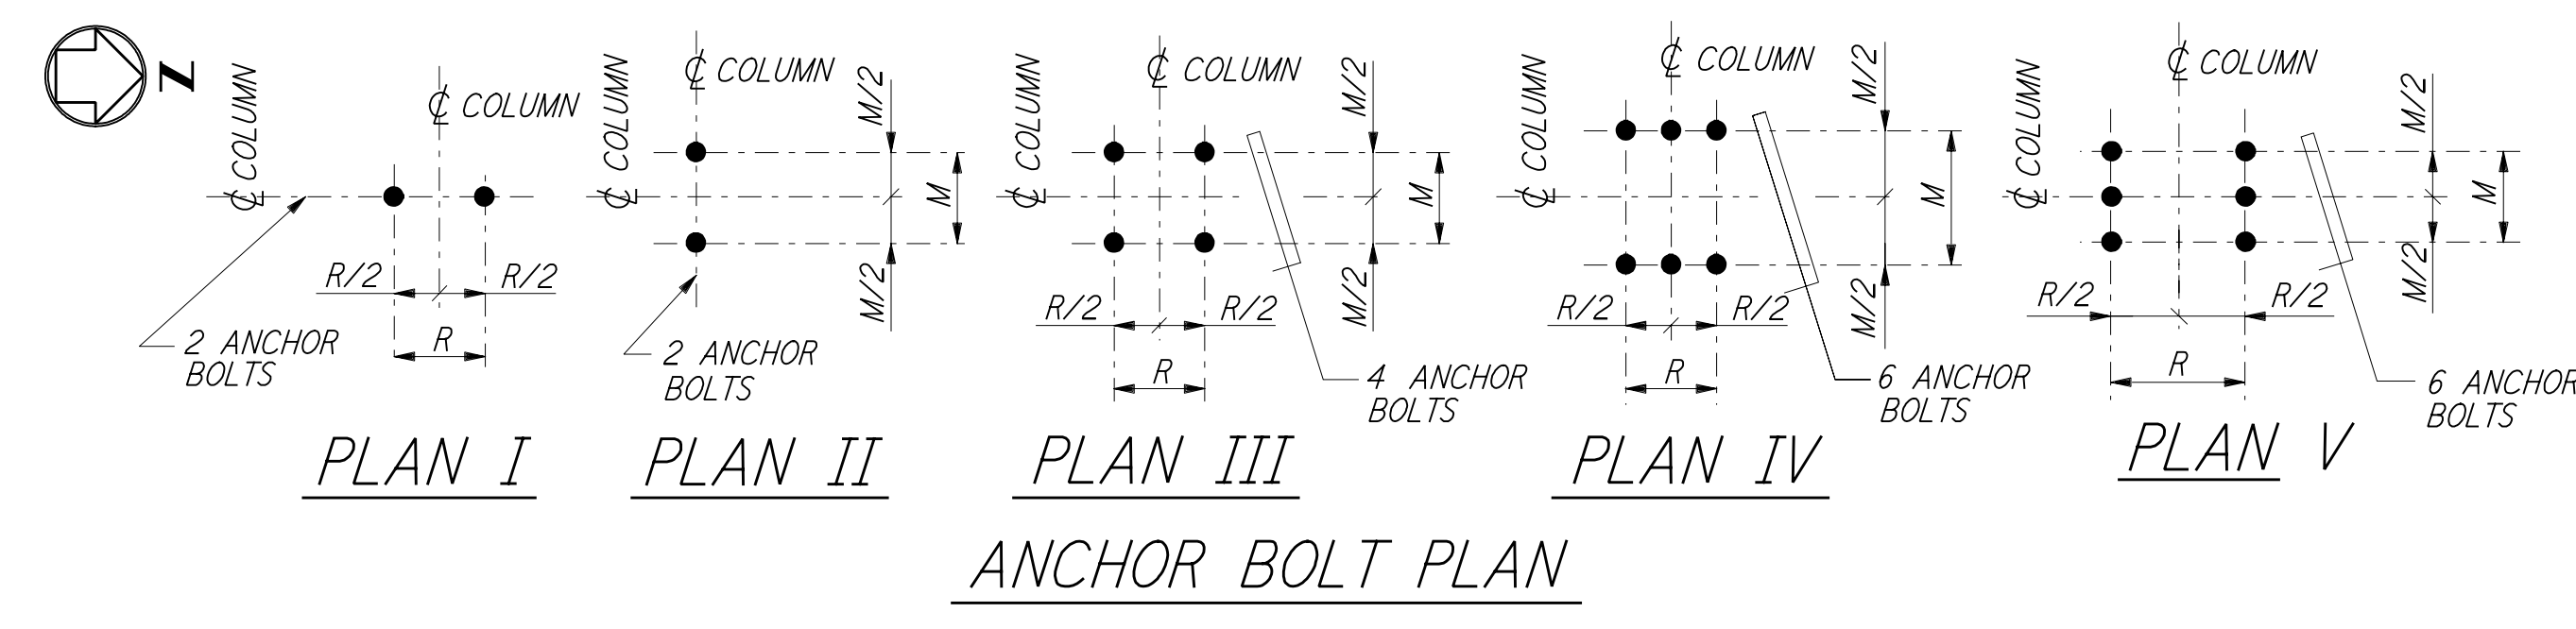 N
℄ COLUMN
℄ COLUMN
R/2
R/2
R
2 ANCHOR
BOLTS
PLAN I
℄ COLUMN
℄ COLUMN
M/2
M
M/2
2 ANCHOR
BOLTS
PLAN II
℄ COLUMN
℄ COLUMN
M/2
M
M/2
R/2
R/2
R
4 ANCHOR
BOLTS
PLAN III
℄ COLUMN
℄ COLUMN
M/2
M
M/2
R/2
R/2
R
6 ANCHOR
BOLTS
PLAN IV
℄ COLUMN
℄ COLUMN
M/2
M
M/2
R/2
R/2
R
6 ANCHOR
BOLTS
PLAN V
ANCHOR BOLT PLAN